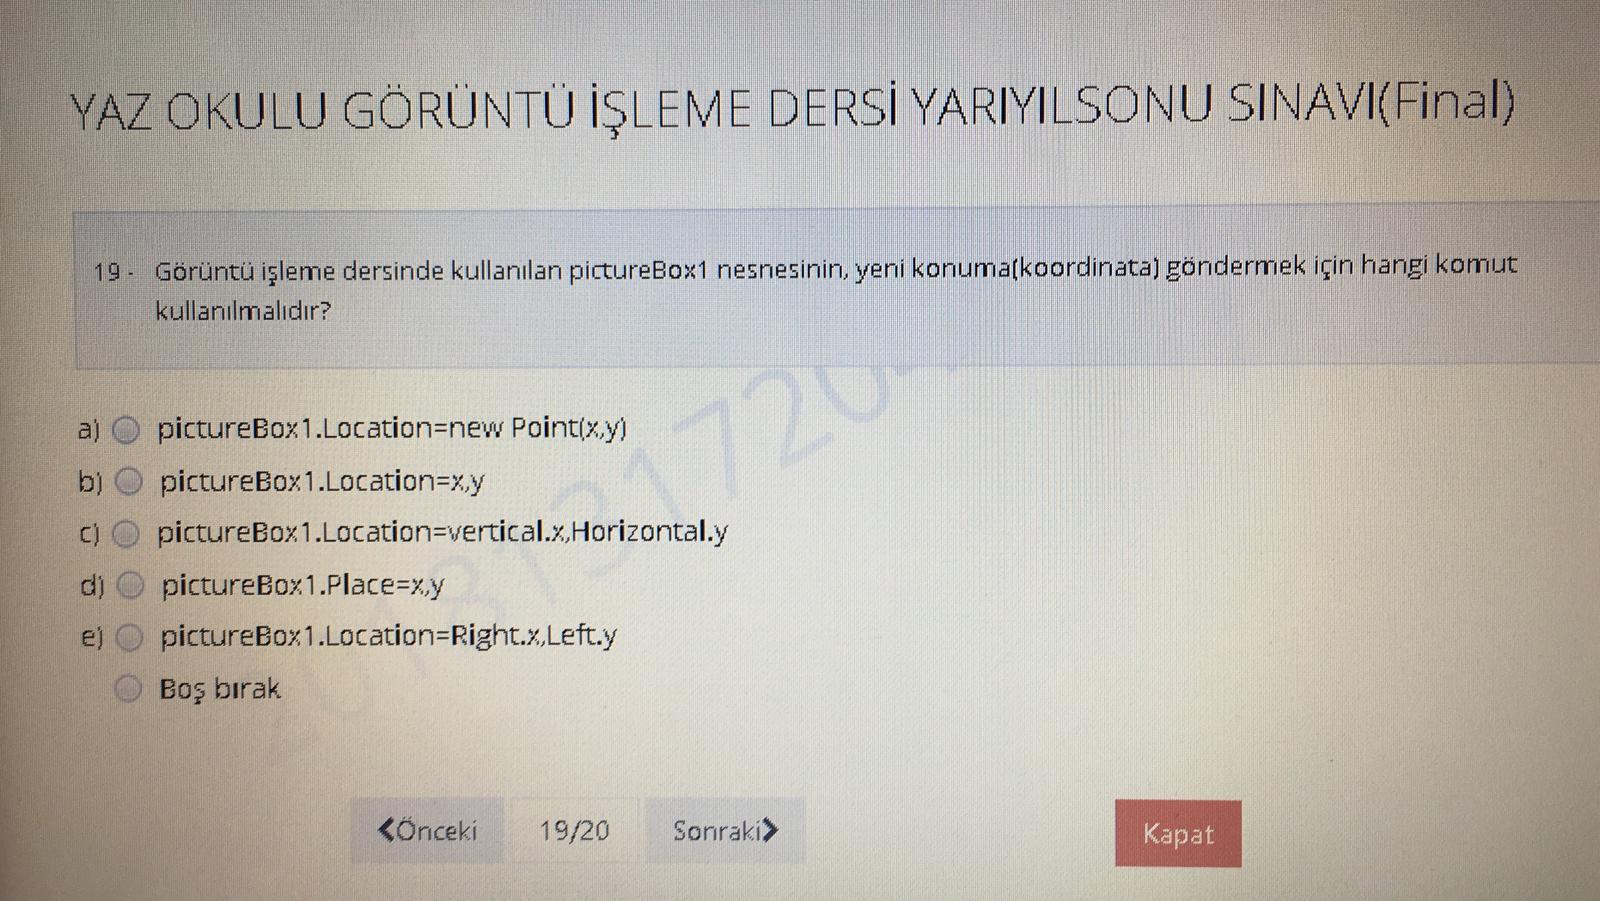 YAZ OKULU GÖRÜNTÜ İŞLEME DERSİ YARIYILSONU SINAVI(Final)
19 - Görüntü işleme dersinde kullanılan pictureBox1 nesnesinin, yeni konuma(koordinata) göndermek için hangi komut
kullanılmalıdır?
a) pictureBox1.Location=new Point(x,y)
b) pictureBox1.Location=x,y
c) pictureBox1.Location=vertical.x,Horizontal.y
d) pictureBox1.Place=x,y
e) pictureBox1.Location=Right.x,Left.y
Boş bırak
Önceki 19/20 Sonraki Kapat